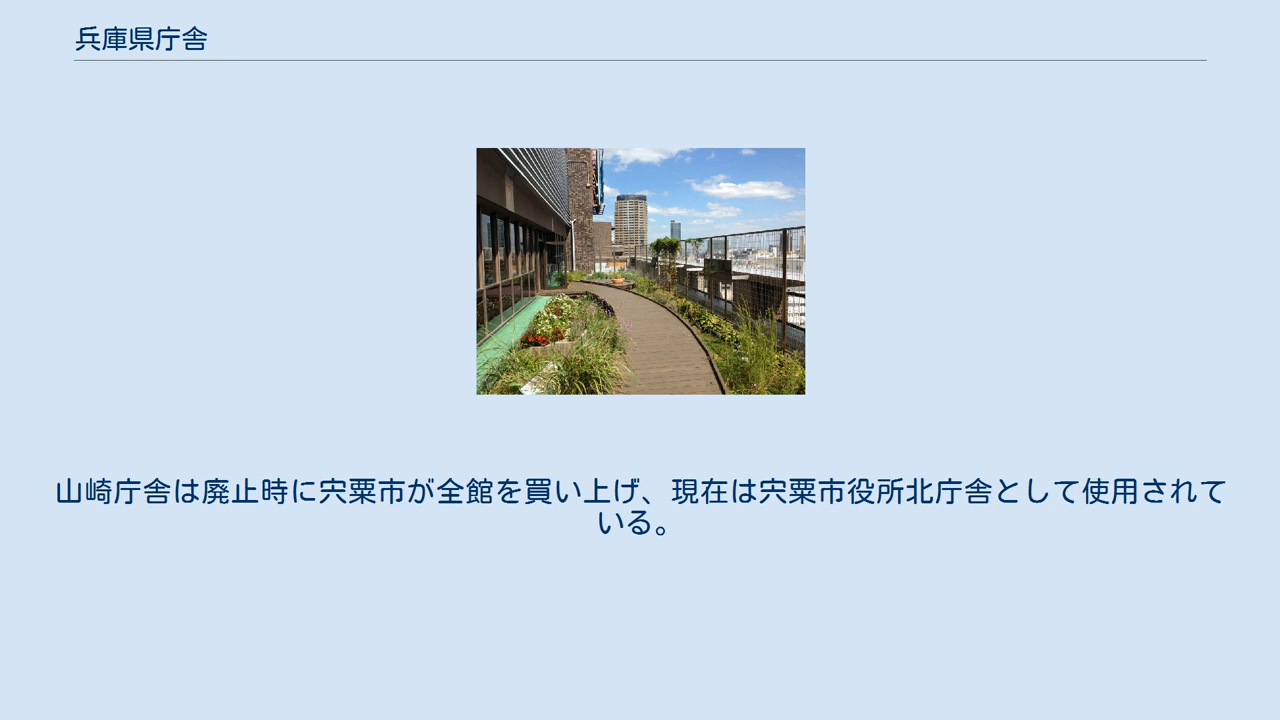 兵庫県庁舎
山崎庁舎は廃止時に宍粟市が全館を買い上げ、現在は宍粟市役所北庁舎として使用されて
いる。